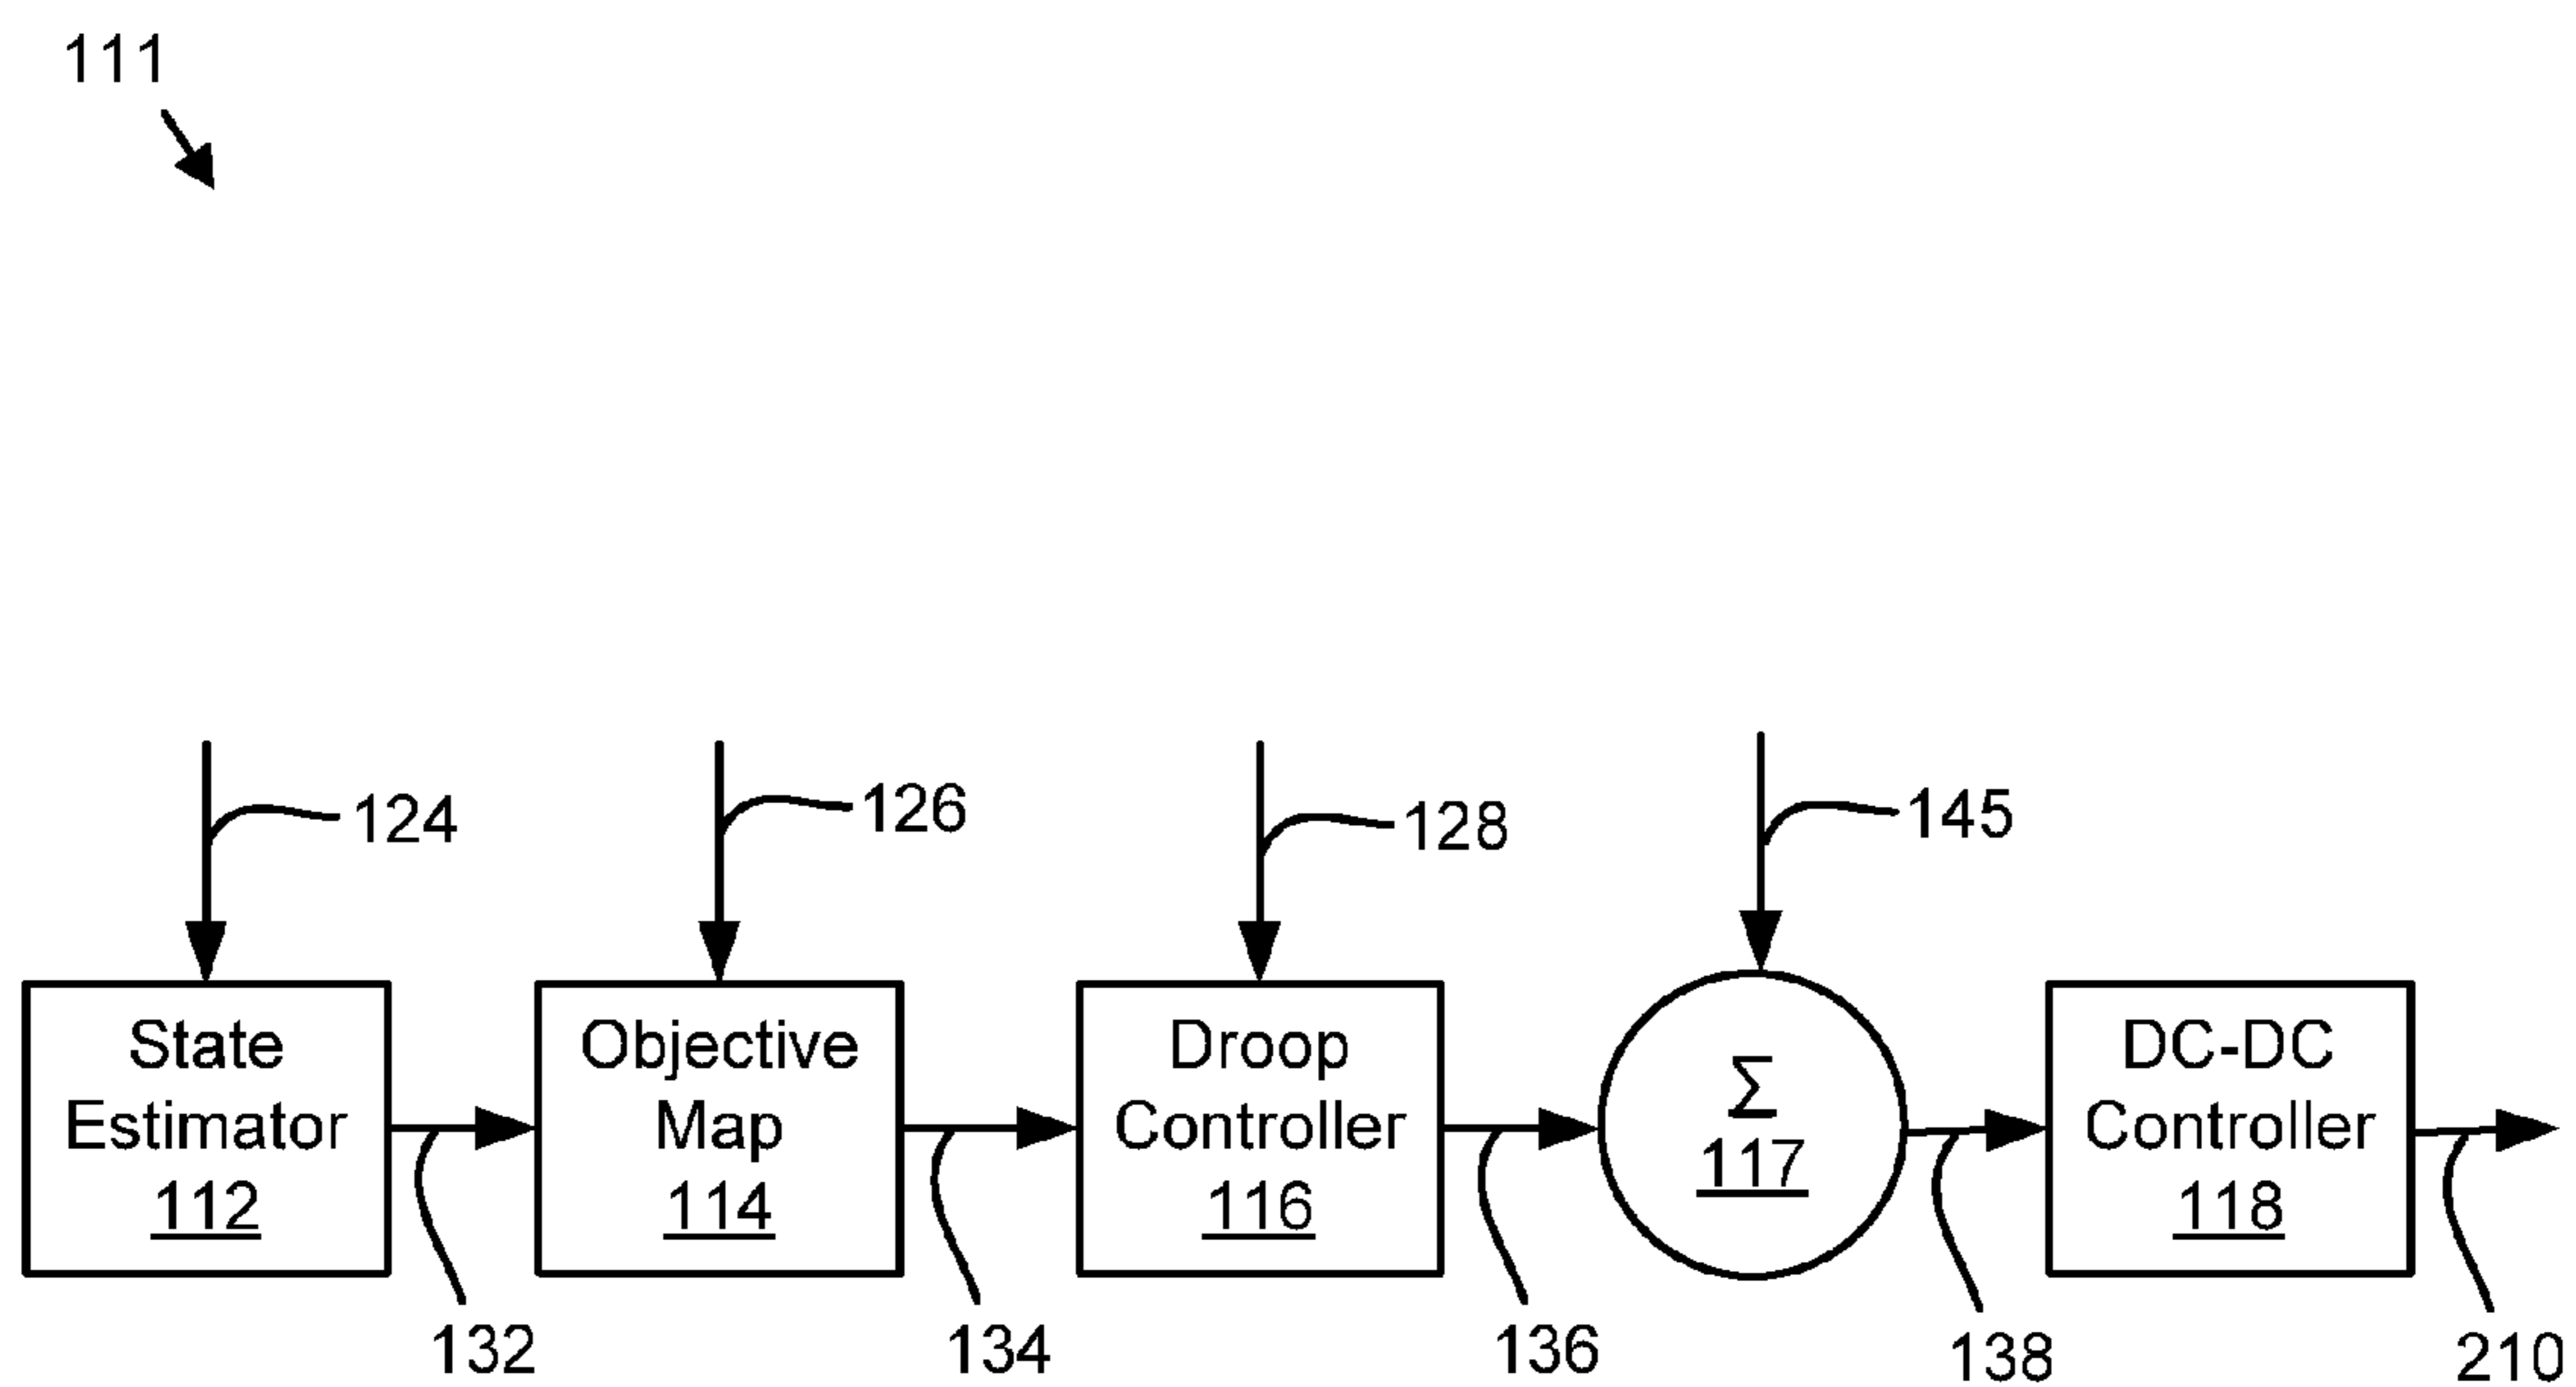 111
124
126
128
145
State
Estimator
112
Objective
Map
114
Droop
Controller
116
Σ
117
DC-DC
Controller
118
132
134
136
138
210